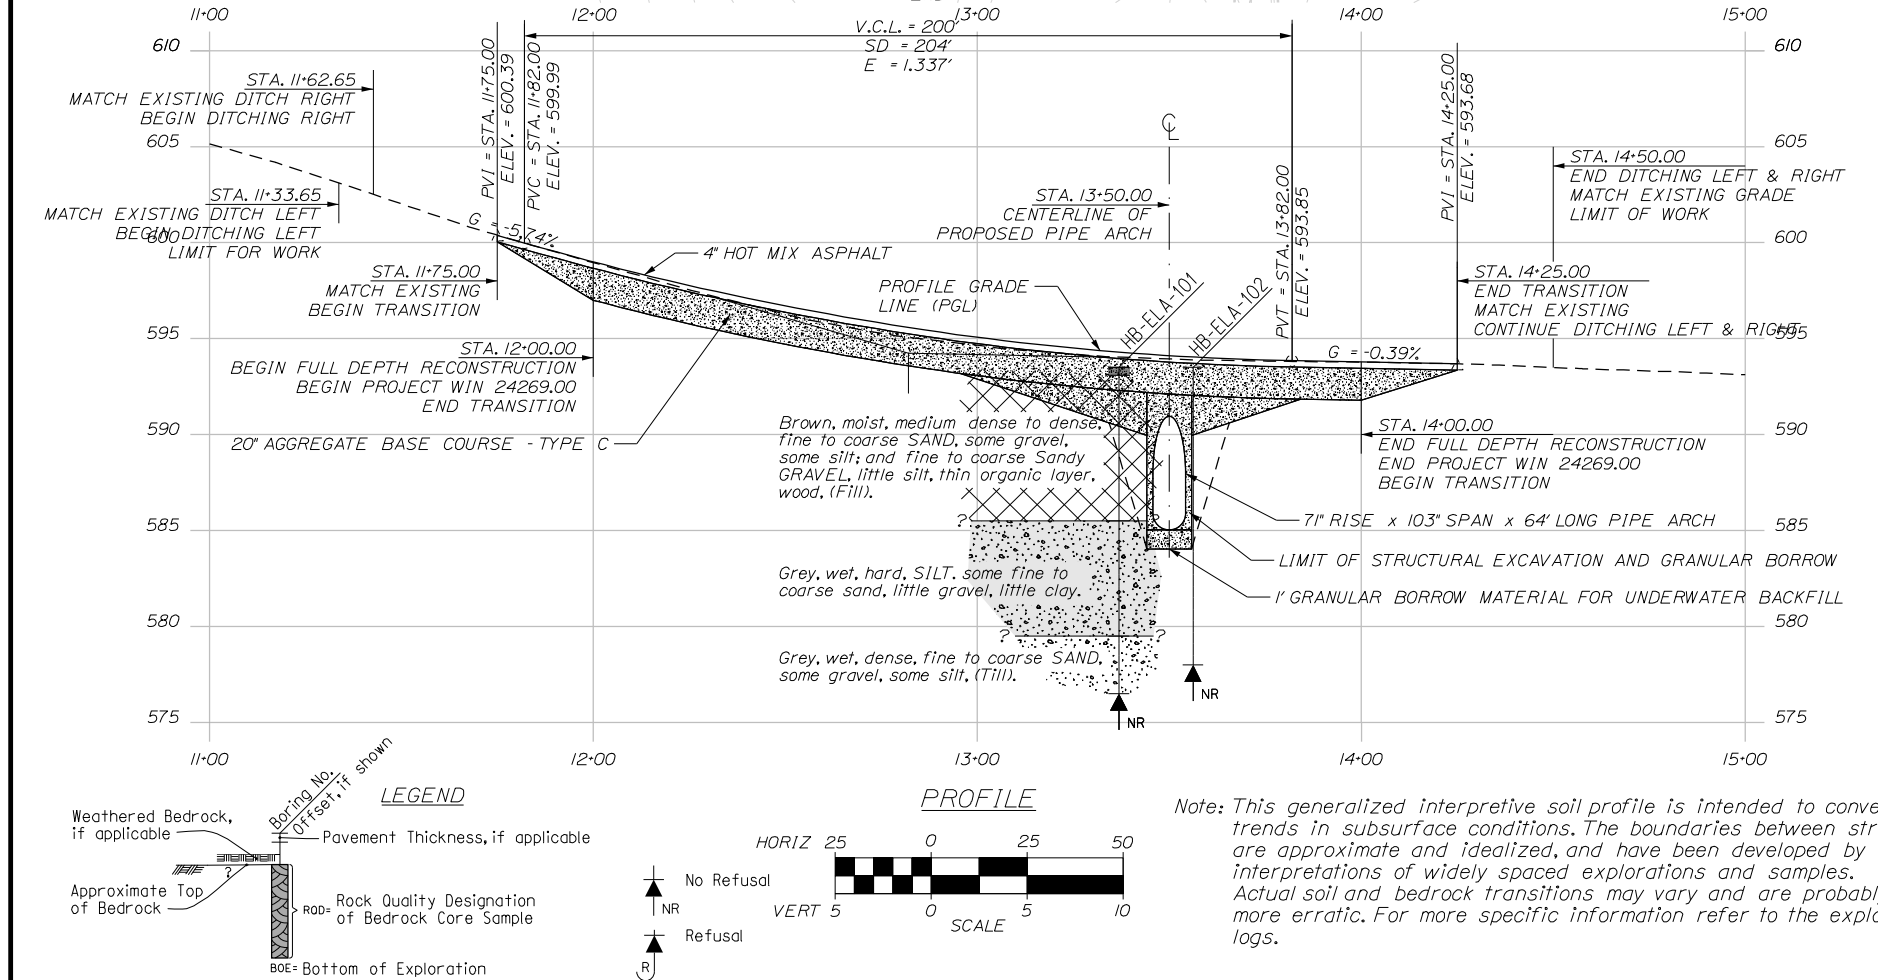 11+00 12+00 13+00 14+00 15+00
V.C.L. = 200'
SD = 204'
E = 1.337'
610 610
605 605
600 600
595 595
590 590
585 585
580 580
575 575
STA. 11+62.65
MATCH EXISTING DITCH RIGHT
BEGIN DITCHING RIGHT
STA. 11+33.65
MATCH EXISTING DITCH LEFT
BEGIN DITCHING LEFT
LIMIT FOR WORK
STA. 11+75.00
MATCH EXISTING
BEGIN TRANSITION
STA. 12+00.00
BEGIN FULL DEPTH RECONSTRUCTION
BEGIN PROJECT WIN 24269.00
END TRANSITION
20" AGGREGATE BASE COURSE - TYPE C
PVI = STA. 11+75.00
ELEV. = 600.39
PVC = STA. 11+82.00
ELEV. = 599.99
G = -5.74%
4" HOT MIX ASPHALT
PROFILE GRADE
LINE (PGL)
STA. 13+50.00
CENTERLINE OF
PROPOSED PIPE ARCH
CL
HB-ELA-101
HB-ELA-102
PVT = STA. 13+82.00
ELEV. = 593.85
PVI = STA. 14+25.00
ELEV. = 593.68
G = -0.39%
STA. 14+50.00
END DITCHING LEFT & RIGHT
MATCH EXISTING GRADE
LIMIT OF WORK
STA. 14+25.00
END TRANSITION
MATCH EXISTING
CONTINUE DITCHING LEFT & RIGHT
STA. 14+00.00
END FULL DEPTH RECONSTRUCTION
END PROJECT WIN 24269.00
BEGIN TRANSITION
71" RISE x 103" SPAN x 64' LONG PIPE ARCH
LIMIT OF STRUCTURAL EXCAVATION AND GRANULAR BORROW
1' GRANULAR BORROW MATERIAL FOR UNDERWATER BACKFILL
Brown, moist, medium dense to dense,
fine to coarse SAND, some gravel,
some silt; and fine to coarse Sandy
GRAVEL, little silt, thin organic layer,
wood, (Fill).
? ?
Grey, wet, hard, SILT. some fine to
coarse sand, little gravel, little clay.
? ?
Grey, wet, dense, fine to coarse SAND,
some gravel, some silt, (Till).
NR
NR
11+00 12+00 13+00 14+00 15+00
LEGEND
Boring No.
Offset, if shown
Weathered Bedrock,
if applicable
Pavement Thickness, if applicable
?
Approximate Top
of Bedrock
RQD= Rock Quality Designation
of Bedrock Core Sample
BOE= Bottom of Exploration
No Refusal
NR
Refusal
R
PROFILE
HORIZ 25 0 25 50
VERT 5 0 5 10
SCALE
Note: This generalized interpretive soil profile is intended to conve
trends in subsurface conditions. The boundaries between str
are approximate and idealized, and have been developed by
interpretations of widely spaced explorations and samples.
Actual soil and bedrock transitions may vary and are probabl
more erratic. For more specific information refer to the explo
logs.